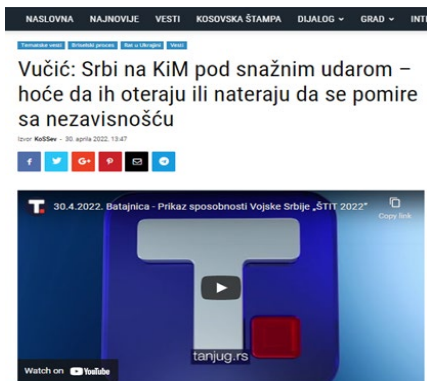 NASLOVNA NAJNOVIJE VESTI KOSOVSKA ŠTAMPA DIJALOG GRAD INT
Tematske vesti Briselski proces Rat u Ukrajini Vesti
Vučić: Srbi na KiM pod snažnim udarom –
hoće da ih oteraju ili nateraju da se pomire
sa nezavisnošću
Izvor KoSSev - 30. aprila 2022. 13:47
f G+
T. 30.4.2022. Batajnica - Prikaz sposobnosti Vojske Srbije „ŠTIT 2022”
Copy link
T
tanjug.rs
Watch on YouTube